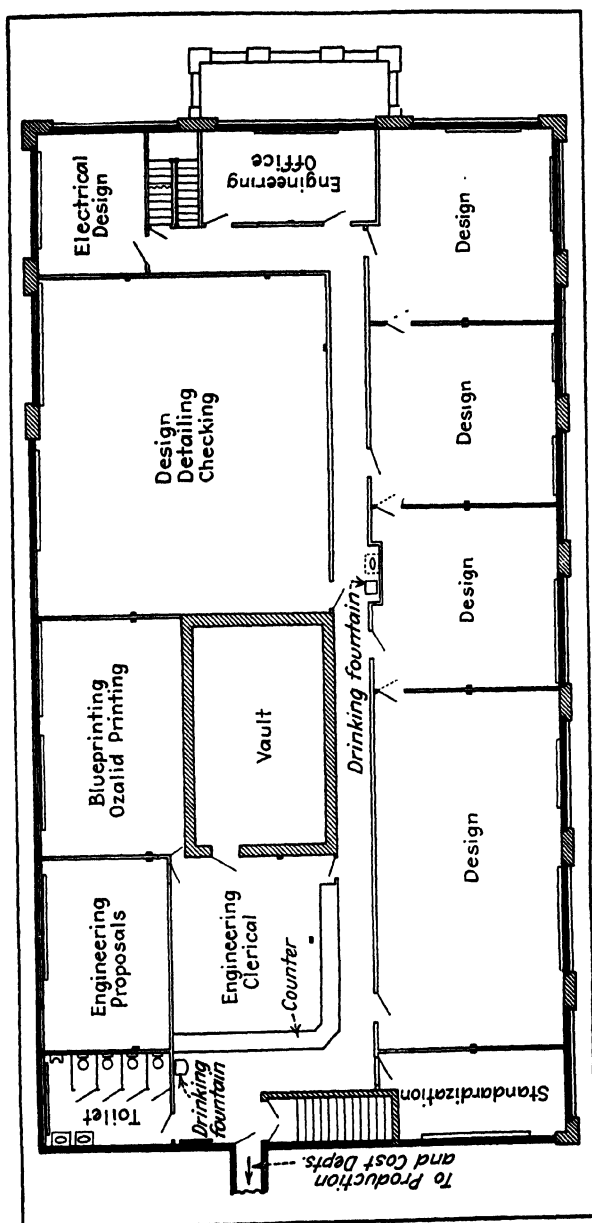 Electrical
Design
Engineering
Office
Design
Design
Detailing
Checking
Design
Design
Drinking fountain
Blueprinting
Ozalid Printing
Vault
Design
Engineering
Proposals
Engineering
Clerical
Counter
Toilet
Drinking
fountain
Standardization
To Production
and Cost Depts.